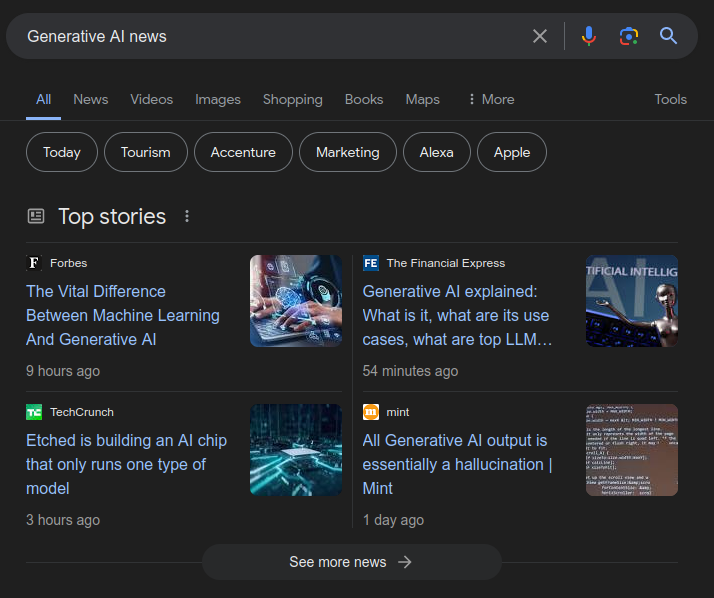 Generative AI news
All News Videos Images Shopping Books Maps More Tools
Today Tourism Accenture Marketing Alexa Apple
Top stories
F Forbes
The Vital Difference
Between Machine Learning
And Generative AI
9 hours ago
FE The Financial Express
Generative AI explained:
What is it, what are its use
cases, what are top LLM…
54 minutes ago
TIFICIAL INTELLIG
AI
TC TechCrunch
Etched is building an AI chip
that only runs one type of
model
3 hours ago
m mint
All Generative AI output is
essentially a hallucination |
Mint
1 day ago
See more news